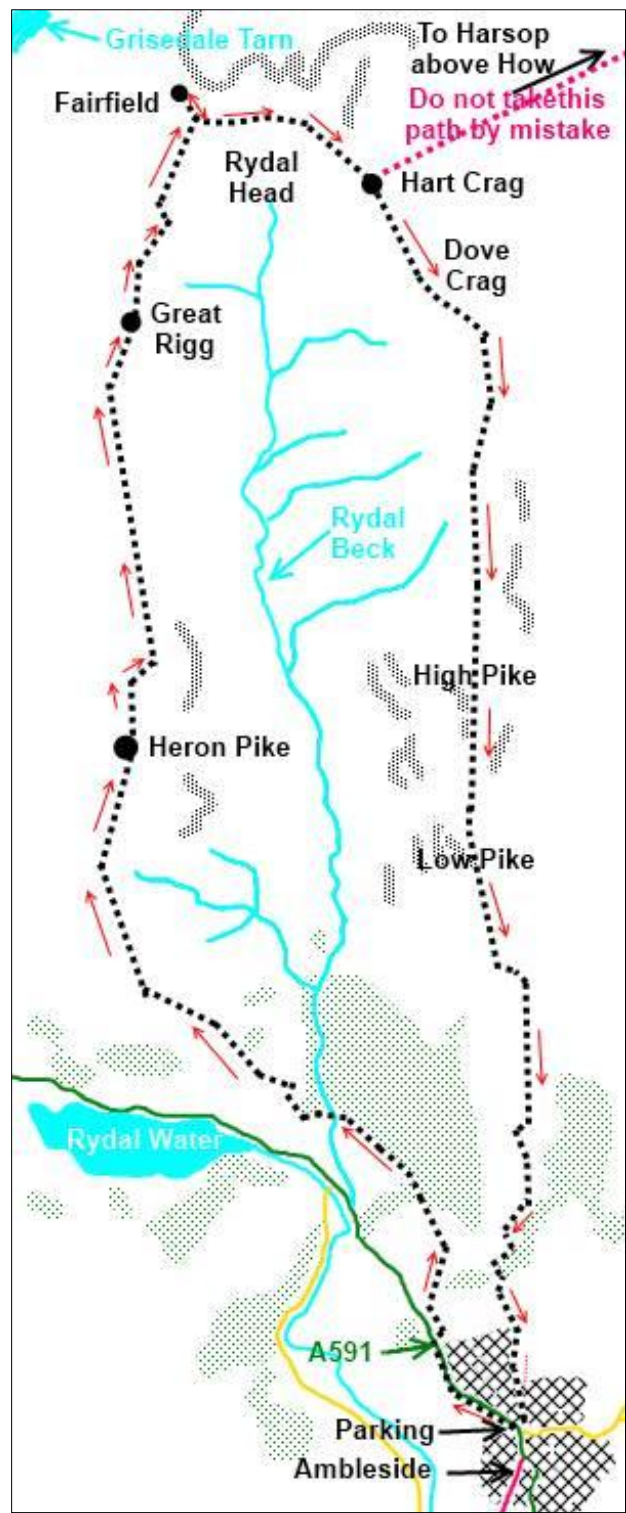 Grisedale Tarn
To Harsop
above How
Do not takethis
path by mistake
Fairfield
Rydal
Head
Hart Crag
Dove
Crag
Great
Rigg
Rydal
Beck
High Pike
Heron Pike
Low Pike
Rydal Water
A591
Parking
Ambleside